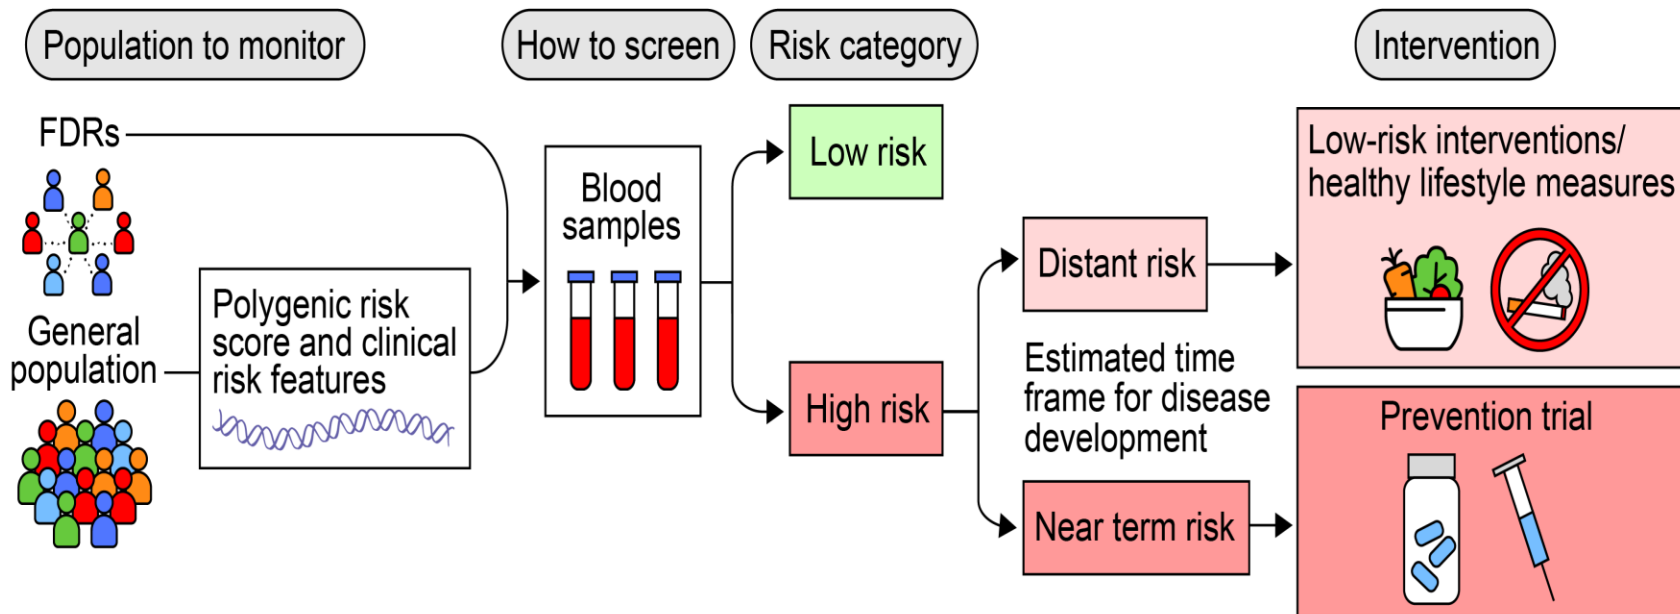 Population to monitor
How to screen
Risk category
Intervention
FDRs
General
population
Polygenic risk
score and clinical
risk features
Blood
samples
Low risk
High risk
Distant risk
Estimated time
frame for disease
development
Near term risk
Low-risk interventions/
healthy lifestyle measures
Prevention trial